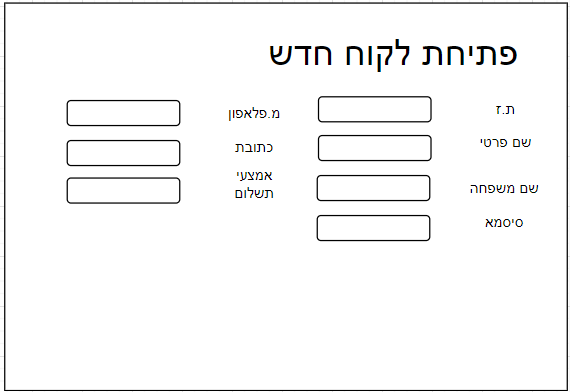 פתיחת לקוח חדש
ת.ז
שם פרטי
שם משפחה
סיסמא
מ.פלאפון
כתובת
אמצעי
תשלום